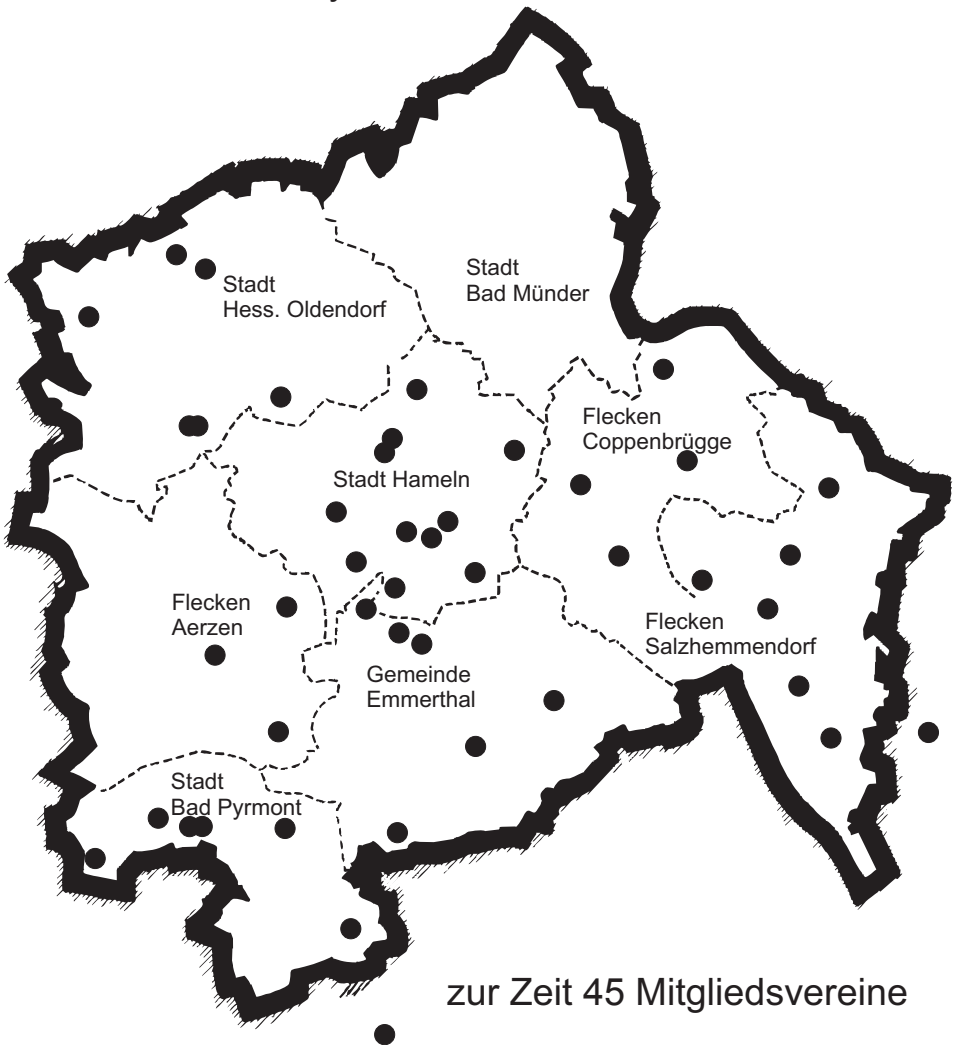 Stadt
Bad Münder
Stadt
Hess. Oldendorf
Flecken
Coppenbrügge
Stadt Hameln
Flecken
Aerzen
Flecken
Salzhemmendorf
Gemeinde
Emmerthal
Stadt
Bad Pyrmont
zur Zeit 45 Mitgliedsvereine